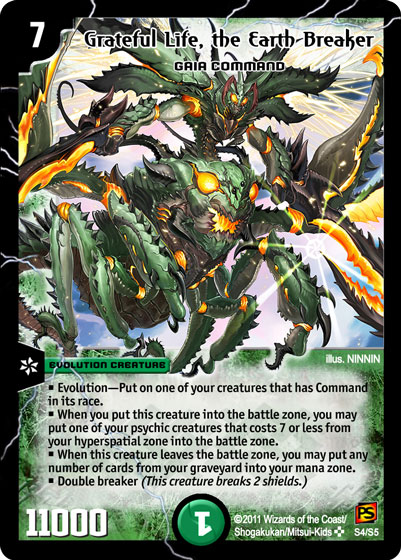 7
Grateful Life, the Earth Breaker
GAIA COMMAND
illus. NINNIN
EVOLUTION CREATURE
■ Evolution—Put on one of your creatures that has Command
in its race.
■ When you put this creature into the battle zone, you may
put one of your psychic creatures that costs 7 or less from
your hyperspatial zone into the battle zone.
■ When this creature leaves the battle zone, you may put any
number of cards from your graveyard into your mana zone.
■ Double breaker (This creature breaks 2 shields.)
11000
1
©2011 Wizards of the Coast/
Shogakukan/Mitsui-Kids
PS
S4/S5